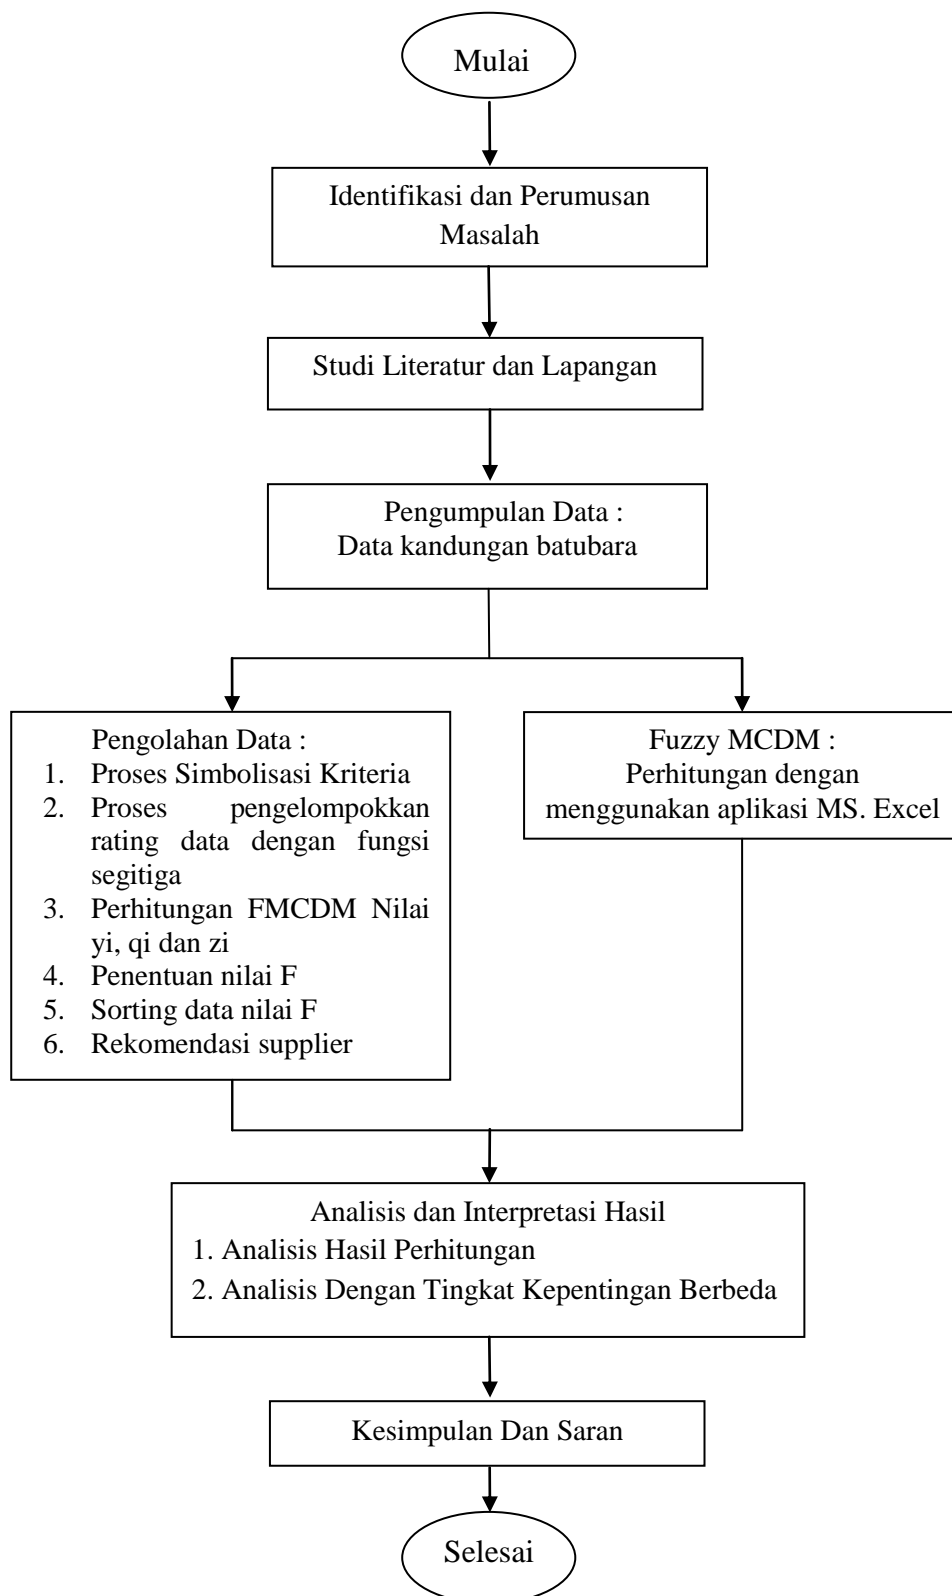 Mulai
Identifikasi dan Perumusan
Masalah
Studi Literatur dan Lapangan
Pengumpulan Data :
Data kandungan batubara
Pengolahan Data :
1. Proses Simbolisasi Kriteria
2. Proses pengelompokkan
rating data dengan fungsi
segitiga
3. Perhitungan FMCDM Nilai
yi, qi dan zi
4. Penentuan nilai F
5. Sorting data nilai F
6. Rekomendasi supplier
Fuzzy MCDM :
Perhitungan dengan
menggunakan aplikasi MS. Excel
Analisis dan Interpretasi Hasil
1. Analisis Hasil Perhitungan
2. Analisis Dengan Tingkat Kepentingan Berbeda
Kesimpulan Dan Saran
Selesai